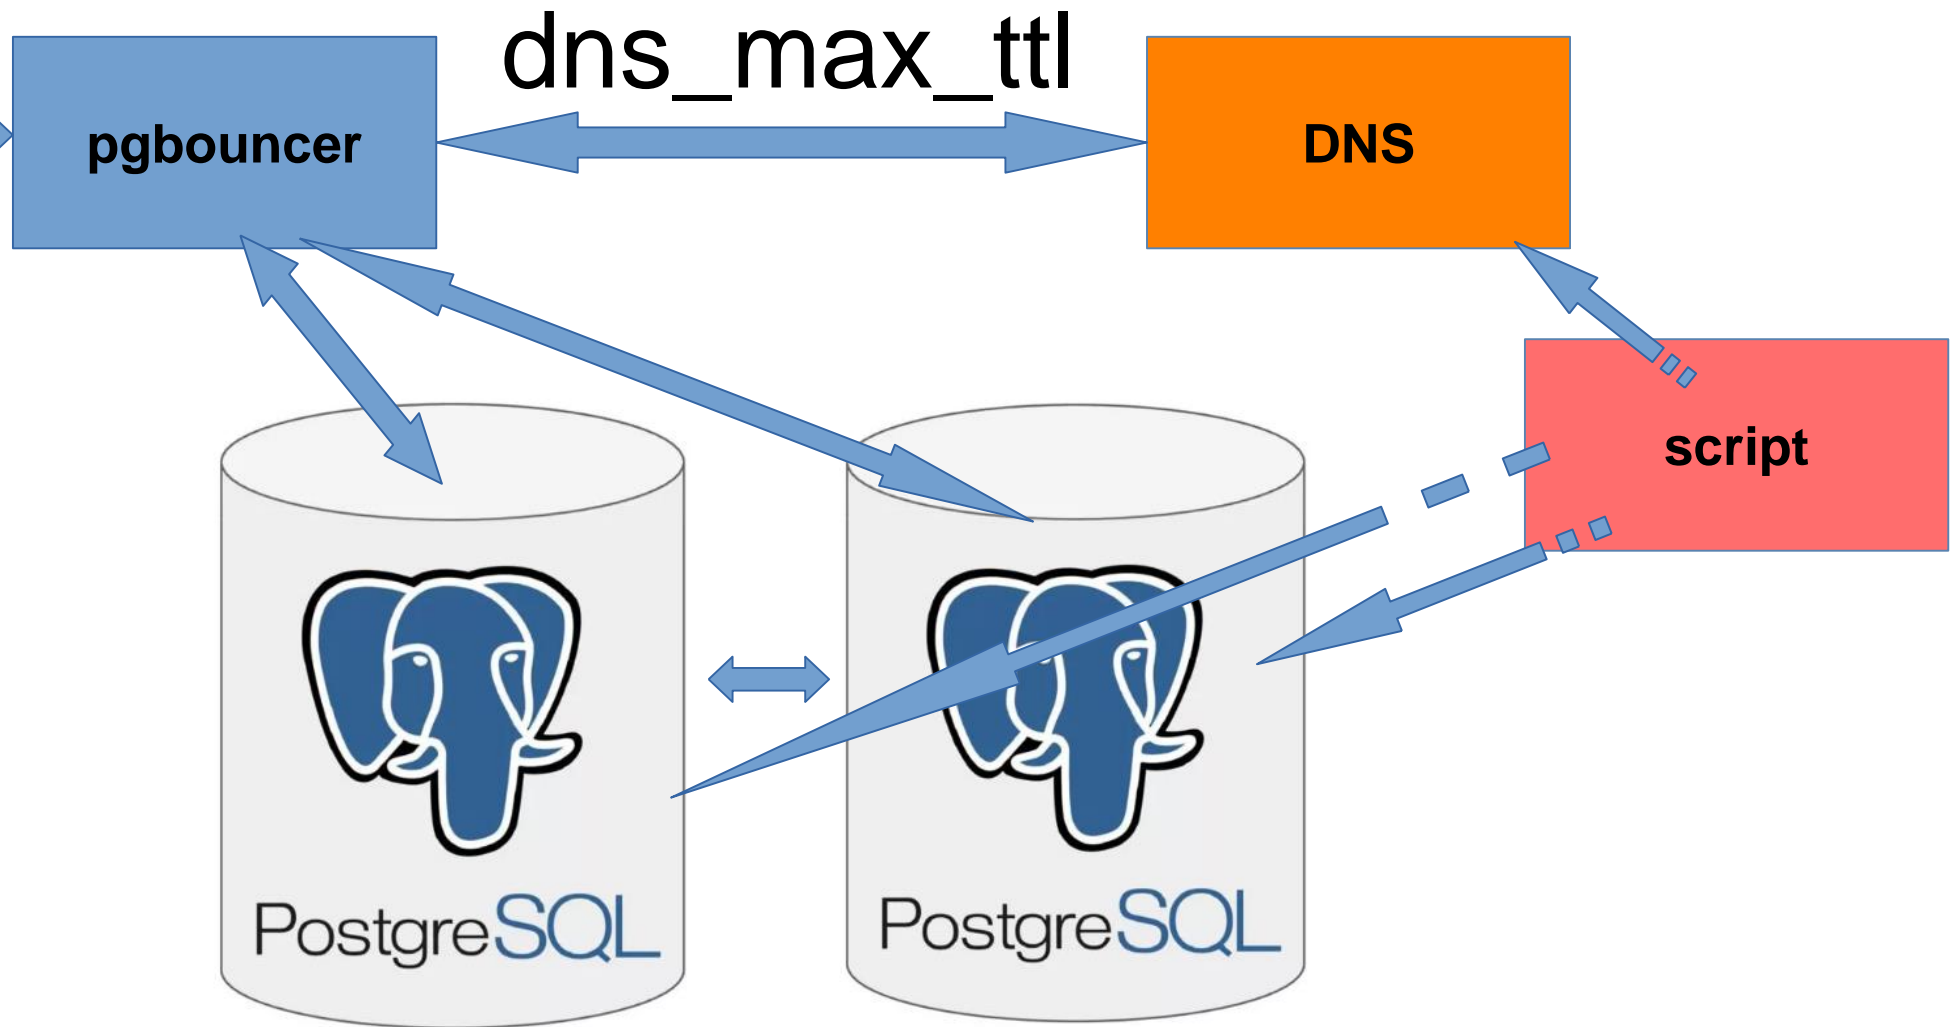 dns_max_ttl
pgbouncer
DNS
script
PostgreSQL
PostgreSQL